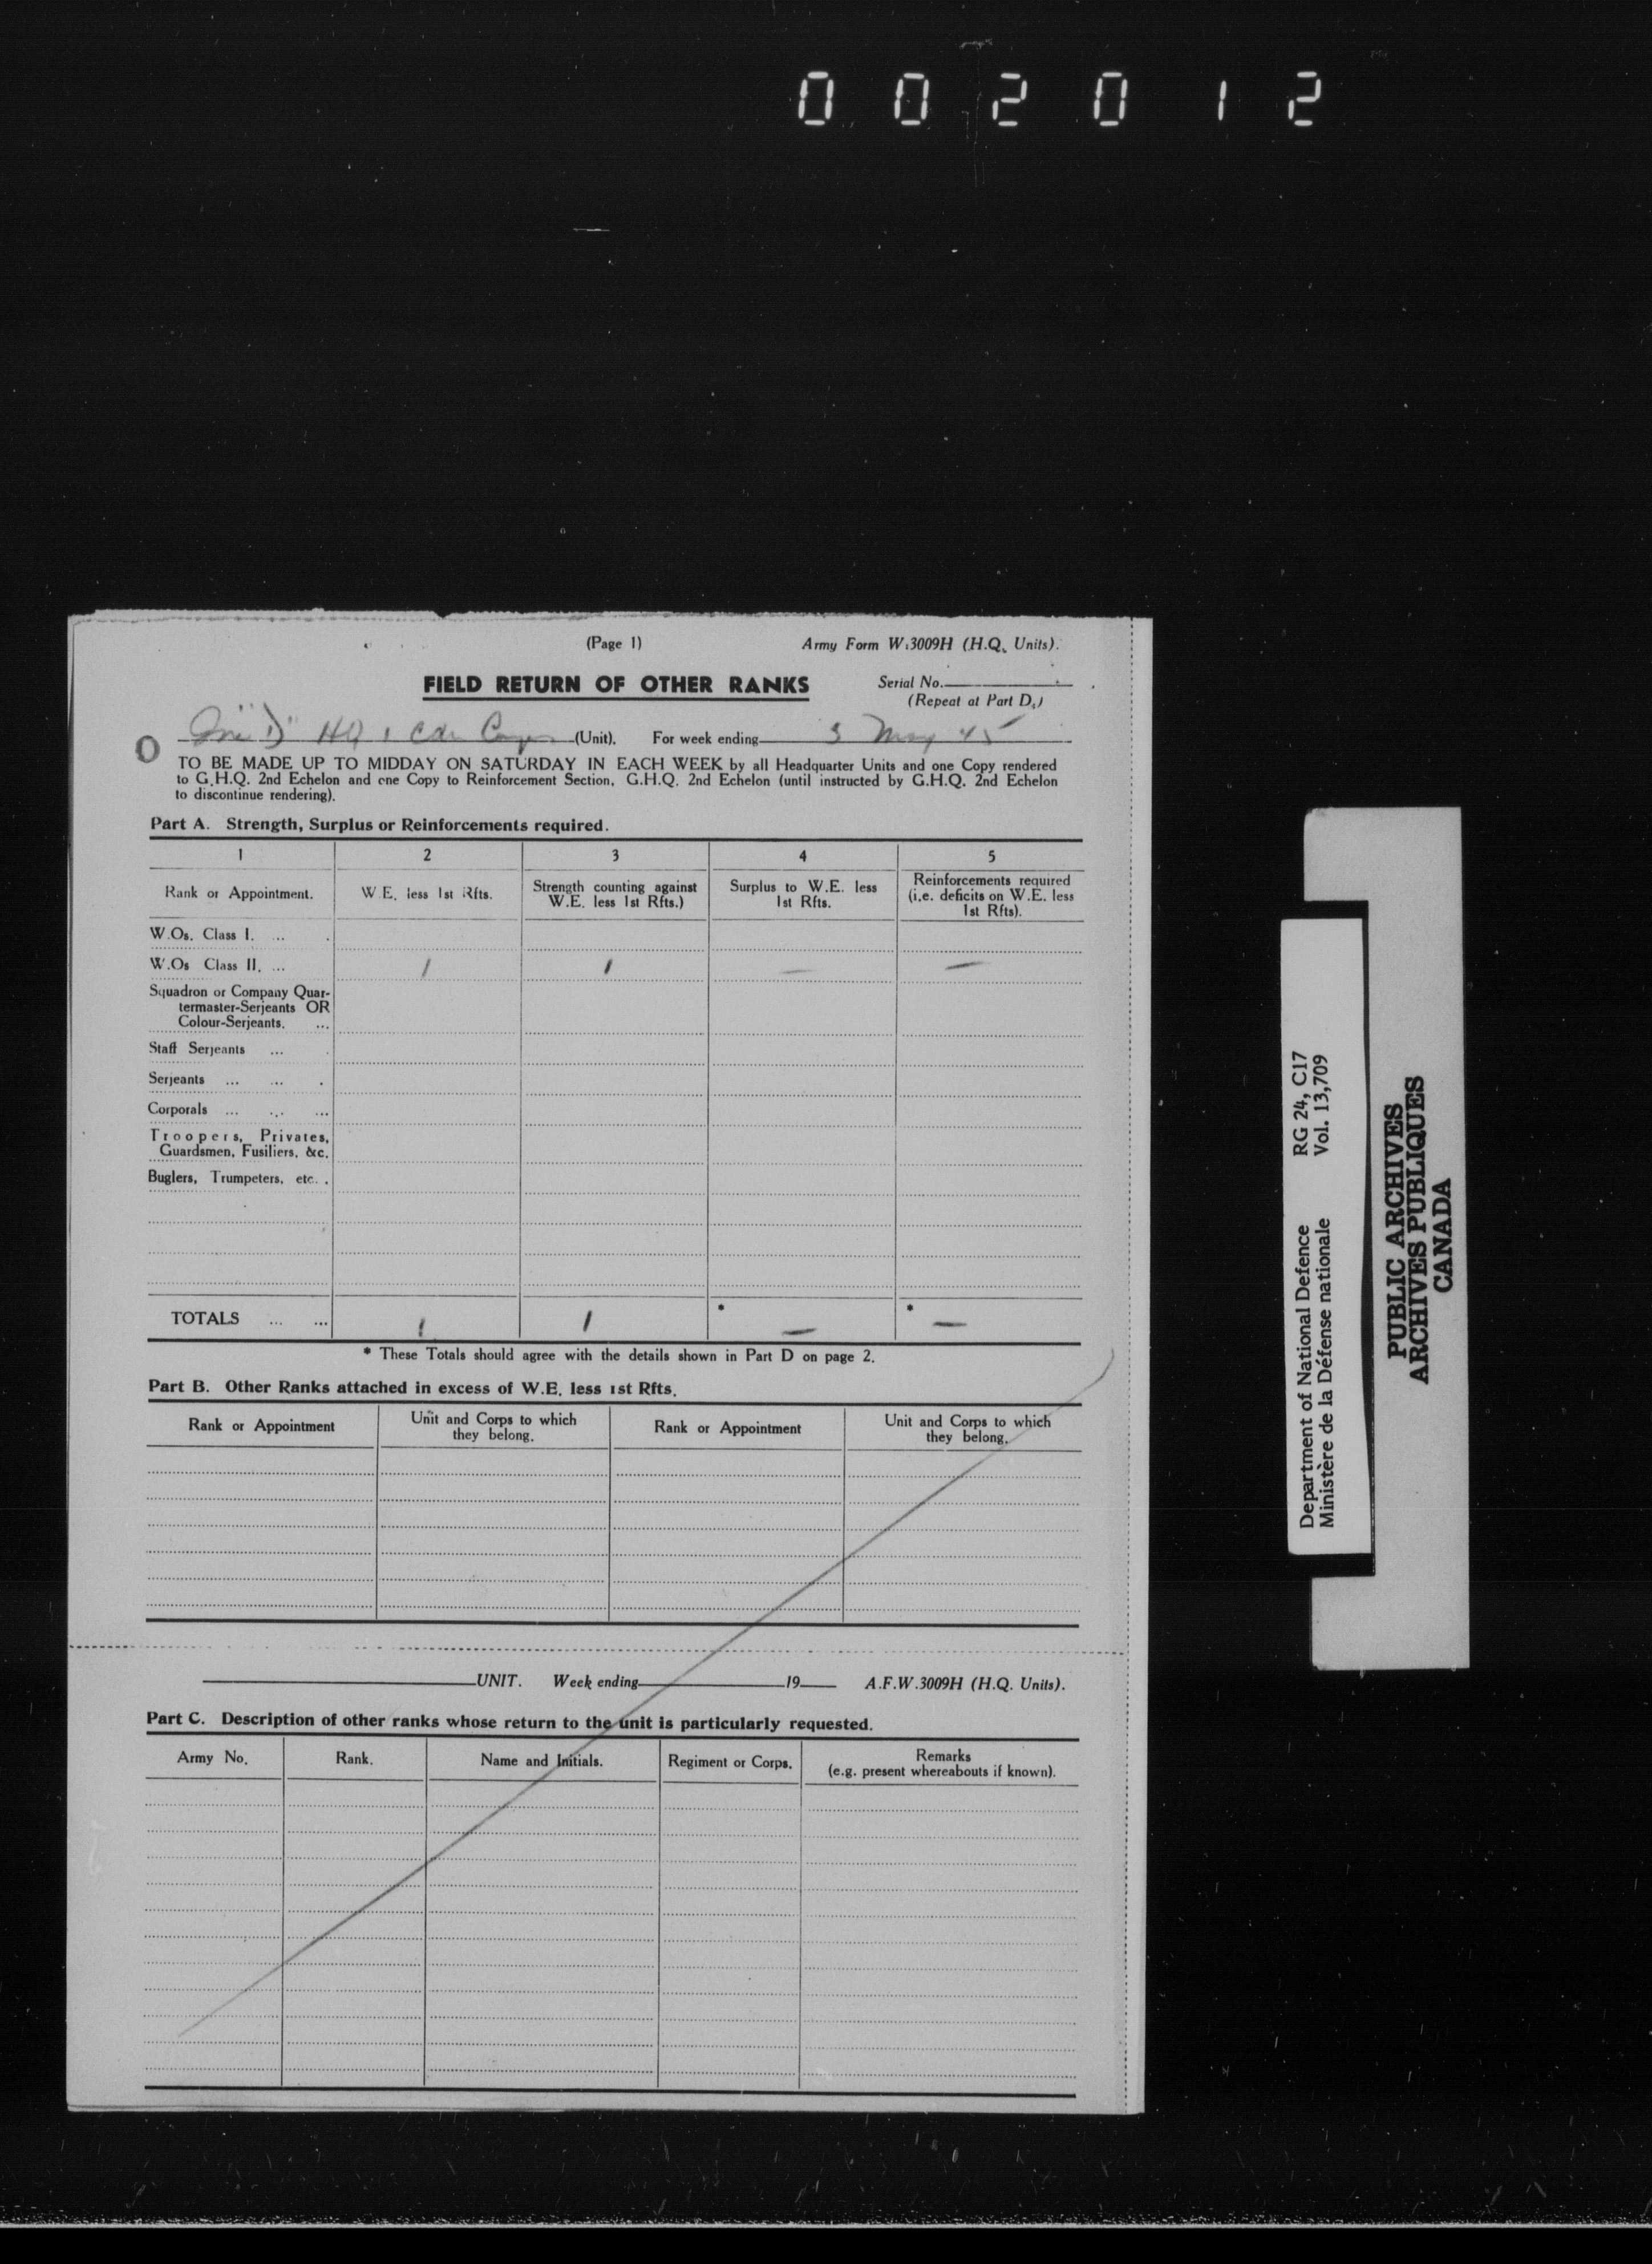 002012
(Page 1)
Army Form W.3009H (H.Q. Units).
FIELD RETURN OF OTHER RANKS
Serial No.
(Repeat at Part D.)
"D" HQ 1 Cdn Corps (Unit). For week ending 5 May 45
O
TO BE MADE UP TO MIDDAY ON SATURDAY IN EACH WEEK by all Headquarter Units and one Copy rendered
to G.H.Q. 2nd Echelon and one Copy to Reinforcement Section, G.H.Q. 2nd Echelon (until instructed by G.H.Q. 2nd Echelon
to discontinue rendering).
Part A. Strength, Surplus or Reinforcements required.
1 2 3 4 5
Rank or Appointment.
W.E. less 1st Rfts.
Strength counting against
W.E. less 1st Rfts.)
Surplus to W.E. less
1st Rfts.
Reinforcements required
(i.e. deficits on W.E. less
1st Rfts).
W.Os. Class I. ...
W.Os Class II. ... 1 1 — —
Squadron or Company Quar-
termaster-Serjeants OR
Colour-Serjeants. ...
Staff Serjeants ...
Serjeants ... ... .
Corporals ... ... ...
Troopers, Privates,
Guardsmen, Fusiliers, &c.
Buglers, Trumpeters, etc. .
TOTALS ... ... 1 1 * — * —
* These Totals should agree with the details shown in Part D on page 2.
Part B. Other Ranks attached in excess of W.E. less 1st Rfts.
Rank or Appointment
Unit and Corps to which
they belong.
Rank or Appointment
Unit and Corps to which
they belong.
UNIT. Week ending 19 A.F.W.3009H (H.Q. Units).
Part C. Description of other ranks whose return to the unit is particularly requested.
Army No.
Rank.
Name and Initials.
Regiment or Corps.
Remarks
(e.g. present whereabouts if known).
Department of National Defence RG 24, C17
Ministère de la Défense nationale Vol. 13,709
PUBLIC ARCHIVES
ARCHIVES PUBLIQUES
CANADA